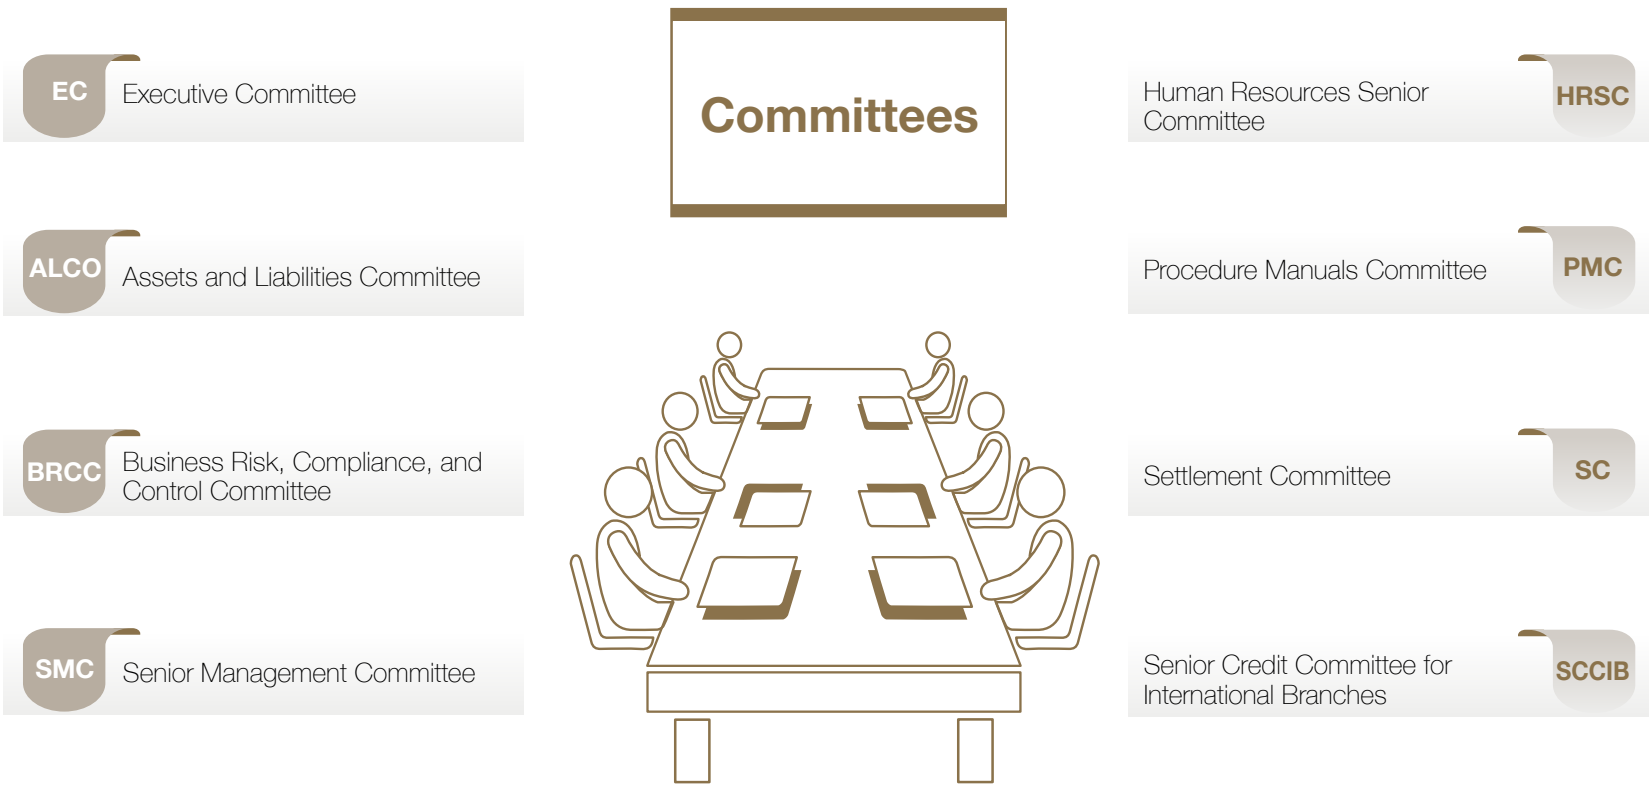 Committees
EC
Executive Committee
ALCO
Assets and Liabilities Committee
BRCC
Business Risk, Compliance, and
Control Committee
SMC
Senior Management Committee
Human Resources Senior
Committee
HRSC
Procedure Manuals Committee
PMC
Settlement Committee
SC
Senior Credit Committee for
International Branches
SCCIB